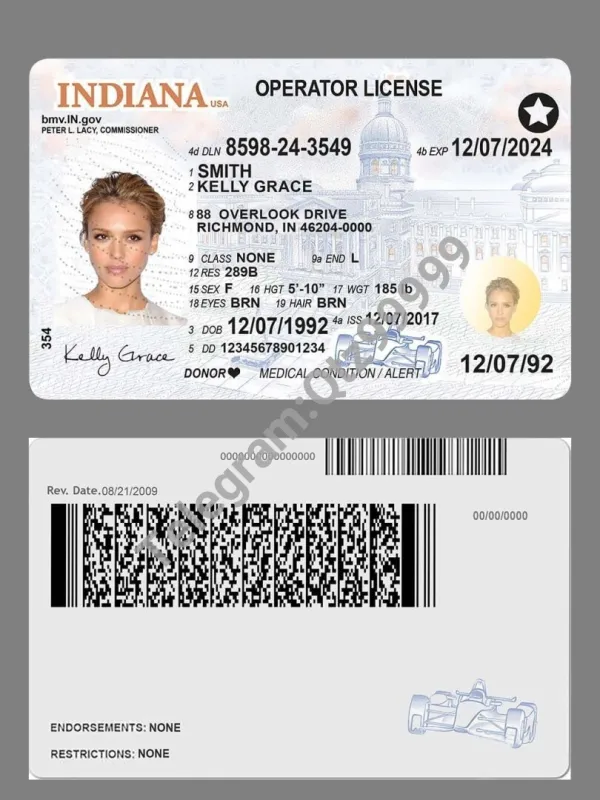 INDIANA USA
OPERATOR LICENSE
bmv.IN.gov
PETER L. LACY, COMMISSIONER
4d DLN 8598-24-3549 4b EXP 12/07/2024
1 SMITH
2 KELLY GRACE
8 88 OVERLOOK DRIVE
RICHMOND, IN 46204-0000
9 CLASS NONE 9a END L
12 RES 289B
15 SEX F 16 HGT 5'-10" 17 WGT 185 lb
18 EYES BRN 19 HAIR BRN
3 DOB 12/07/1992 4a ISS 12/07/2017
354
5 DD 12345678901234
Kelly Grace
DONOR MEDICAL CONDITION / ALERT
12/07/92
0000000000000000
Rev. Date.08/21/2009
00/00/0000
ENDORSEMENTS: NONE
RESTRICTIONS: NONE